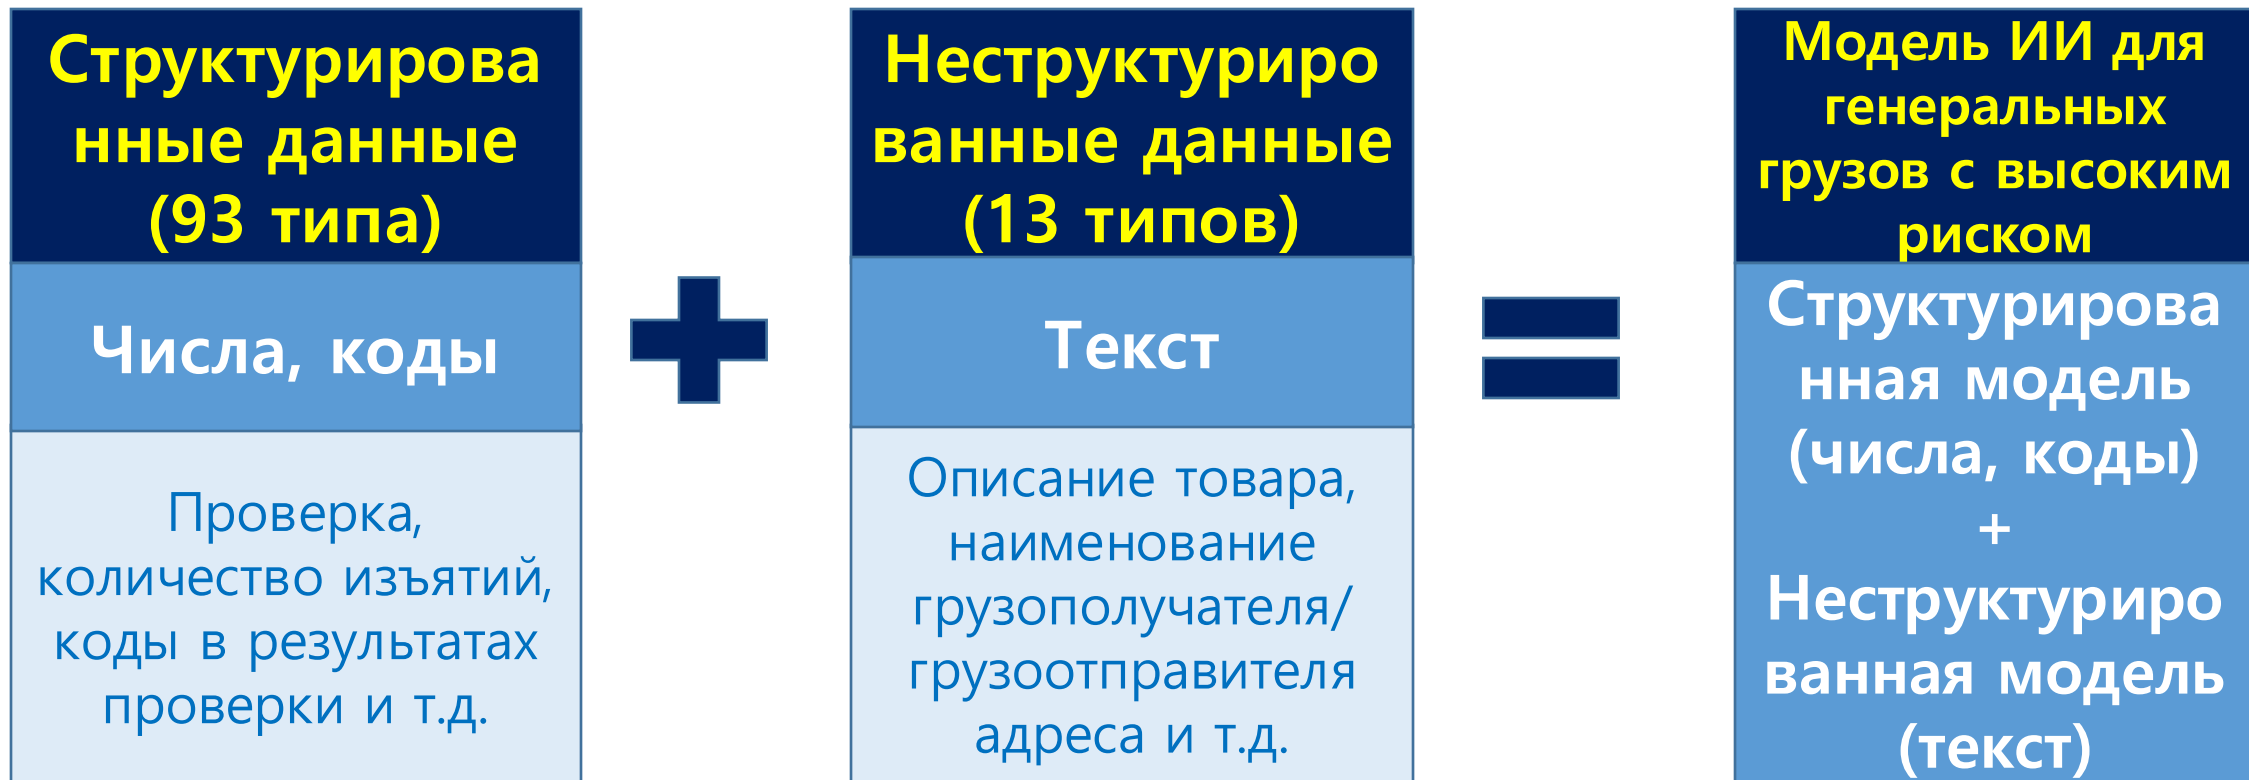 Структурирова
нные данные
(93 типа)
Числа, коды
Проверка,
количество изъятий,
коды в результатах
проверки и т.д.
Неструктуриро
ванные данные
(13 типов)
Текст
Описание товара,
наименование
грузополучателя/
грузоотправителя
адреса и т.д.
Модель ИИ для
генеральных
грузов с высоким
риском
Структурирова
нная модель
(числа, коды)
+
Неструктуриро
ванная модель
(текст)